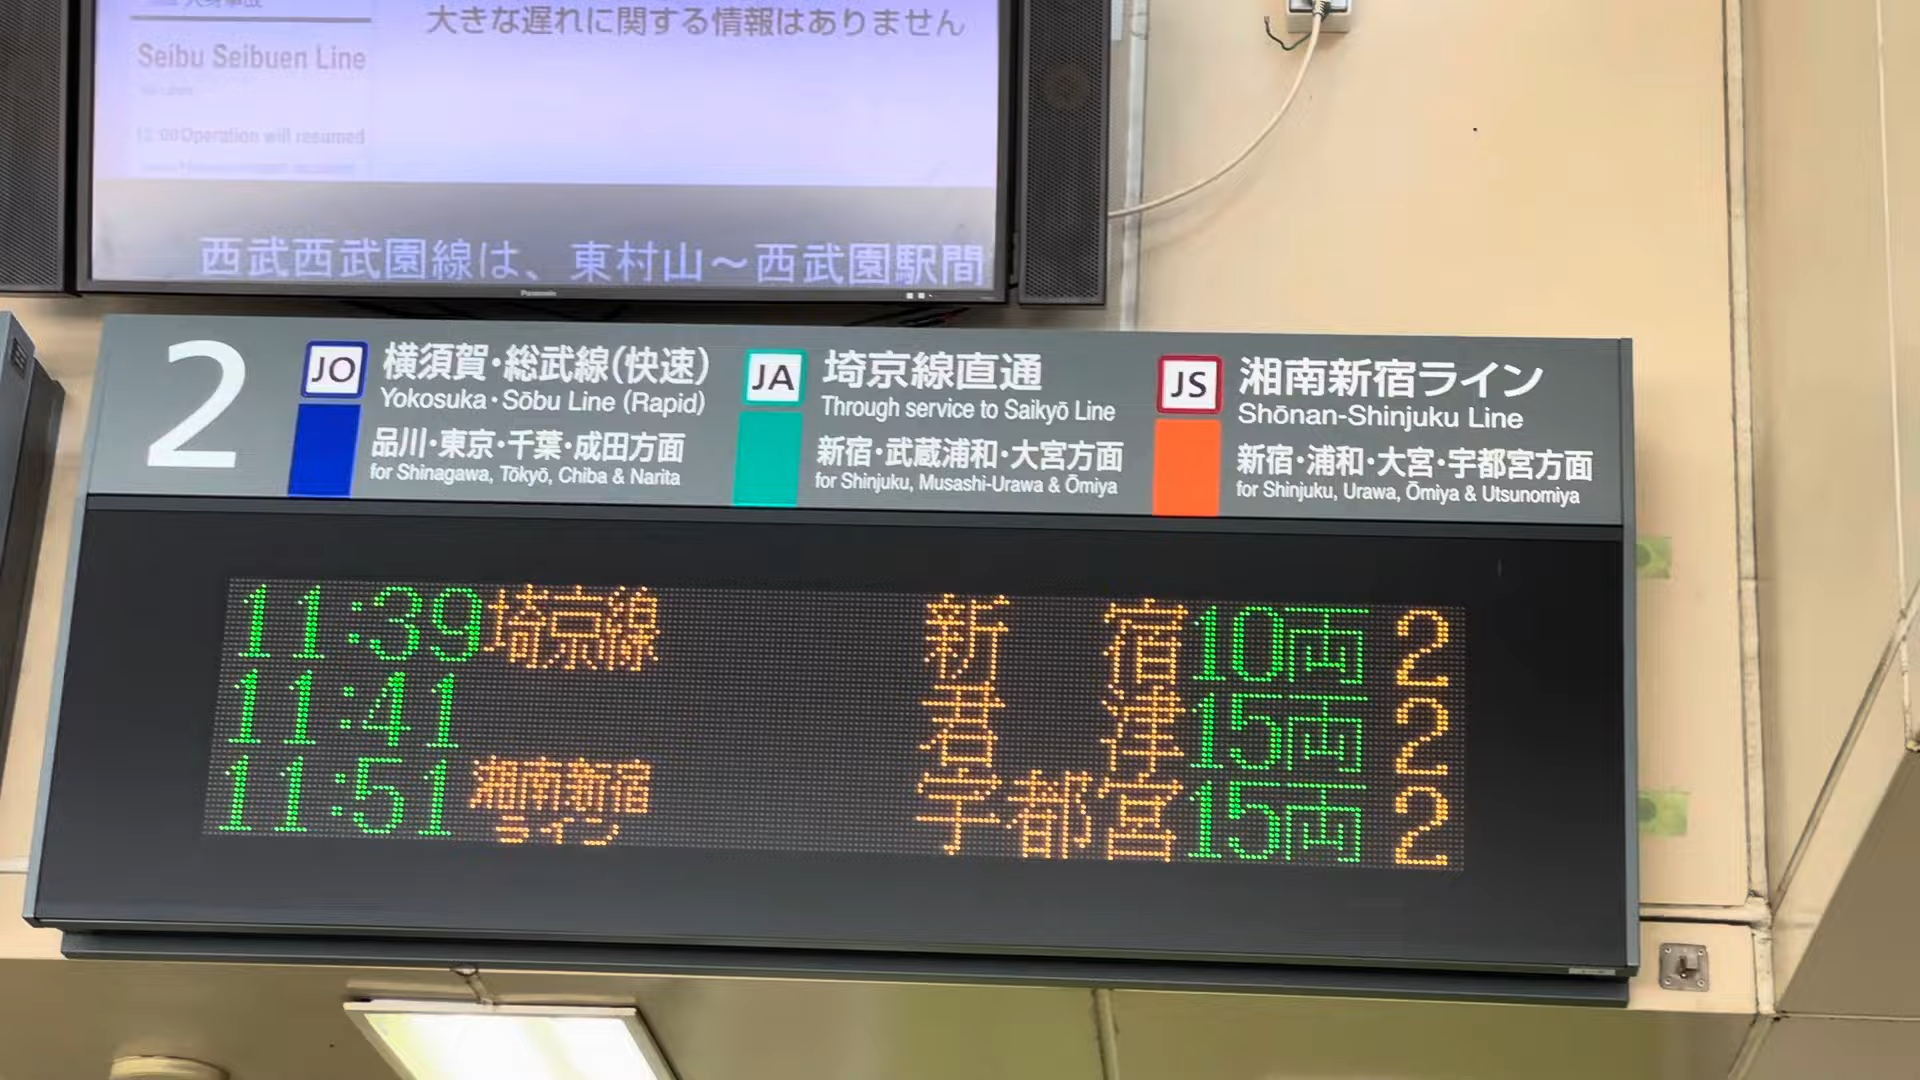 大きな遅れに関する情報はありません
Seibu Seibuen Line
12:00 Operation will resumed
西武西武園線は、東村山～西武園駅間
Panasonic
2
JO 横須賀・総武線(快速)
Yokosuka・Sōbu Line (Rapid)
品川・東京・千葉・成田方面
for Shinagawa, Tōkyō, Chiba & Narita
JA 埼京線直通
Through service to Saikyō Line
新宿・武蔵浦和・大宮方面
for Shinjuku, Musashi-Urawa & Ōmiya
JS 湘南新宿ライン
Shōnan-Shinjuku Line
新宿・浦和・大宮・宇都宮方面
for Shinjuku, Urawa, Ōmiya & Utsunomiya
11:39 埼京線 新宿 10両 2
11:41 君津 15両 2
11:51 湘南新宿ライン 宇都宮 15両 2